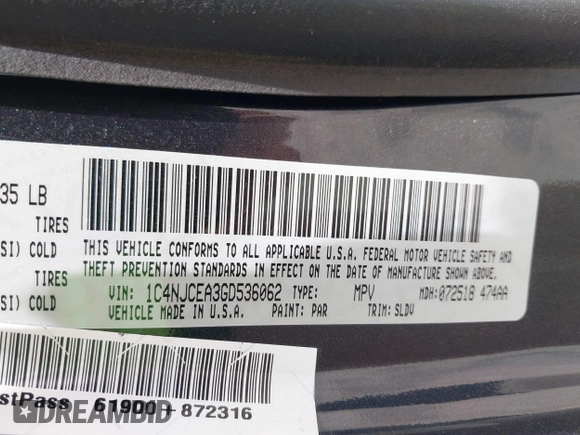 35 LB
TIRES
SI) COLD
TIRES
SI) COLD
THIS VEHICLE CONFORMS TO ALL APPLICABLE U.S.A. FEDERAL MOTOR VEHICLE SAFETY AND
THEFT PREVENTION STANDARDS IN EFFECT ON THE DATE OF MANUFACTURE SHOWN ABOVE.
COLD
VIN: 1C4NJCEA3GD536062 TYPE: MPV MDH: 072518 474AA
VEHICLE MADE IN U.S.A. PAINT: PAR TRIM: SLDV
stPass 61900 + 872316
DREAMBID.COM